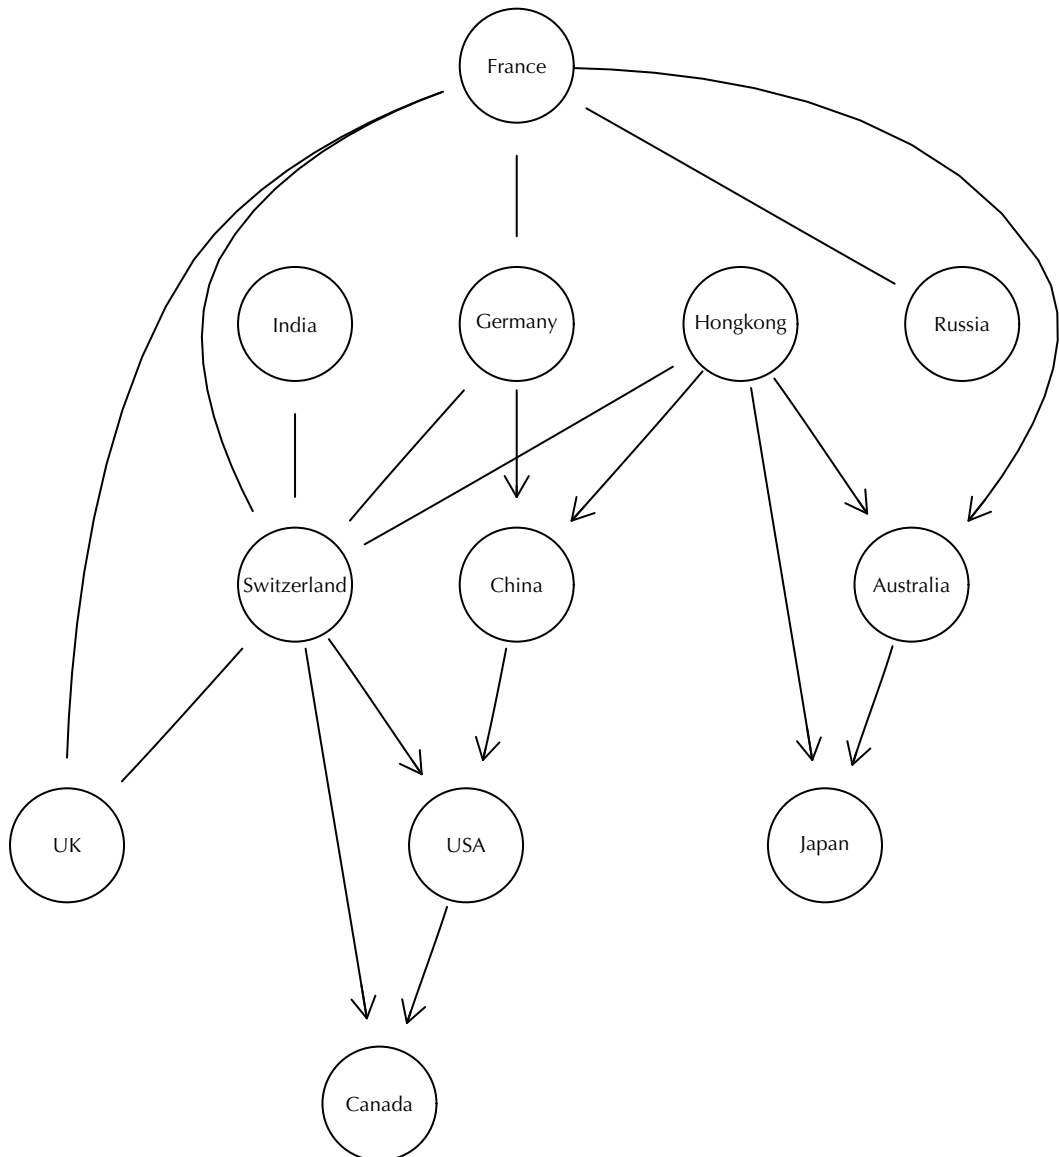 France
India
Germany
Hongkong
Russia
Switzerland
China
Australia
UK
USA
Japan
Canada